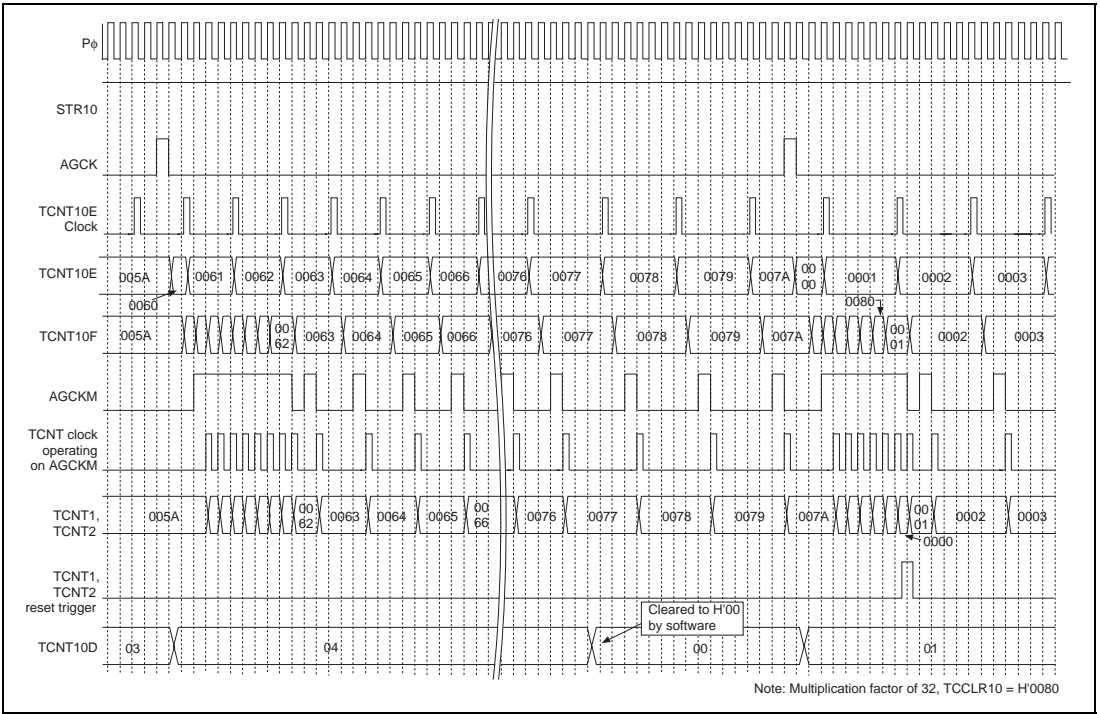 Pϕ
STR10
AGCK
TCNT10E
Clock
TCNT10E
005A 0061 0062 0063 0064 0065 0066 0076 0077 0078 0079 007A 00 0001 0002 0003
00
0060
0080
TCNT10F
005A 00 0063 0064 0065 0066 0076 0077 0078 0079 007A 00 0002 0003
62 01
AGCKM
TCNT clock
operating
on AGCKM
TCNT1,
TCNT2
005A 00 0063 0064 0065 00 0076 0077 0078 0079 007A 00 0002 0003
62 66 01
0000
TCNT1,
TCNT2
reset trigger
Cleared to H'00
by software
TCNT10D
03 04 00 01
Note: Multiplication factor of 32, TCCLR10 = H'0080